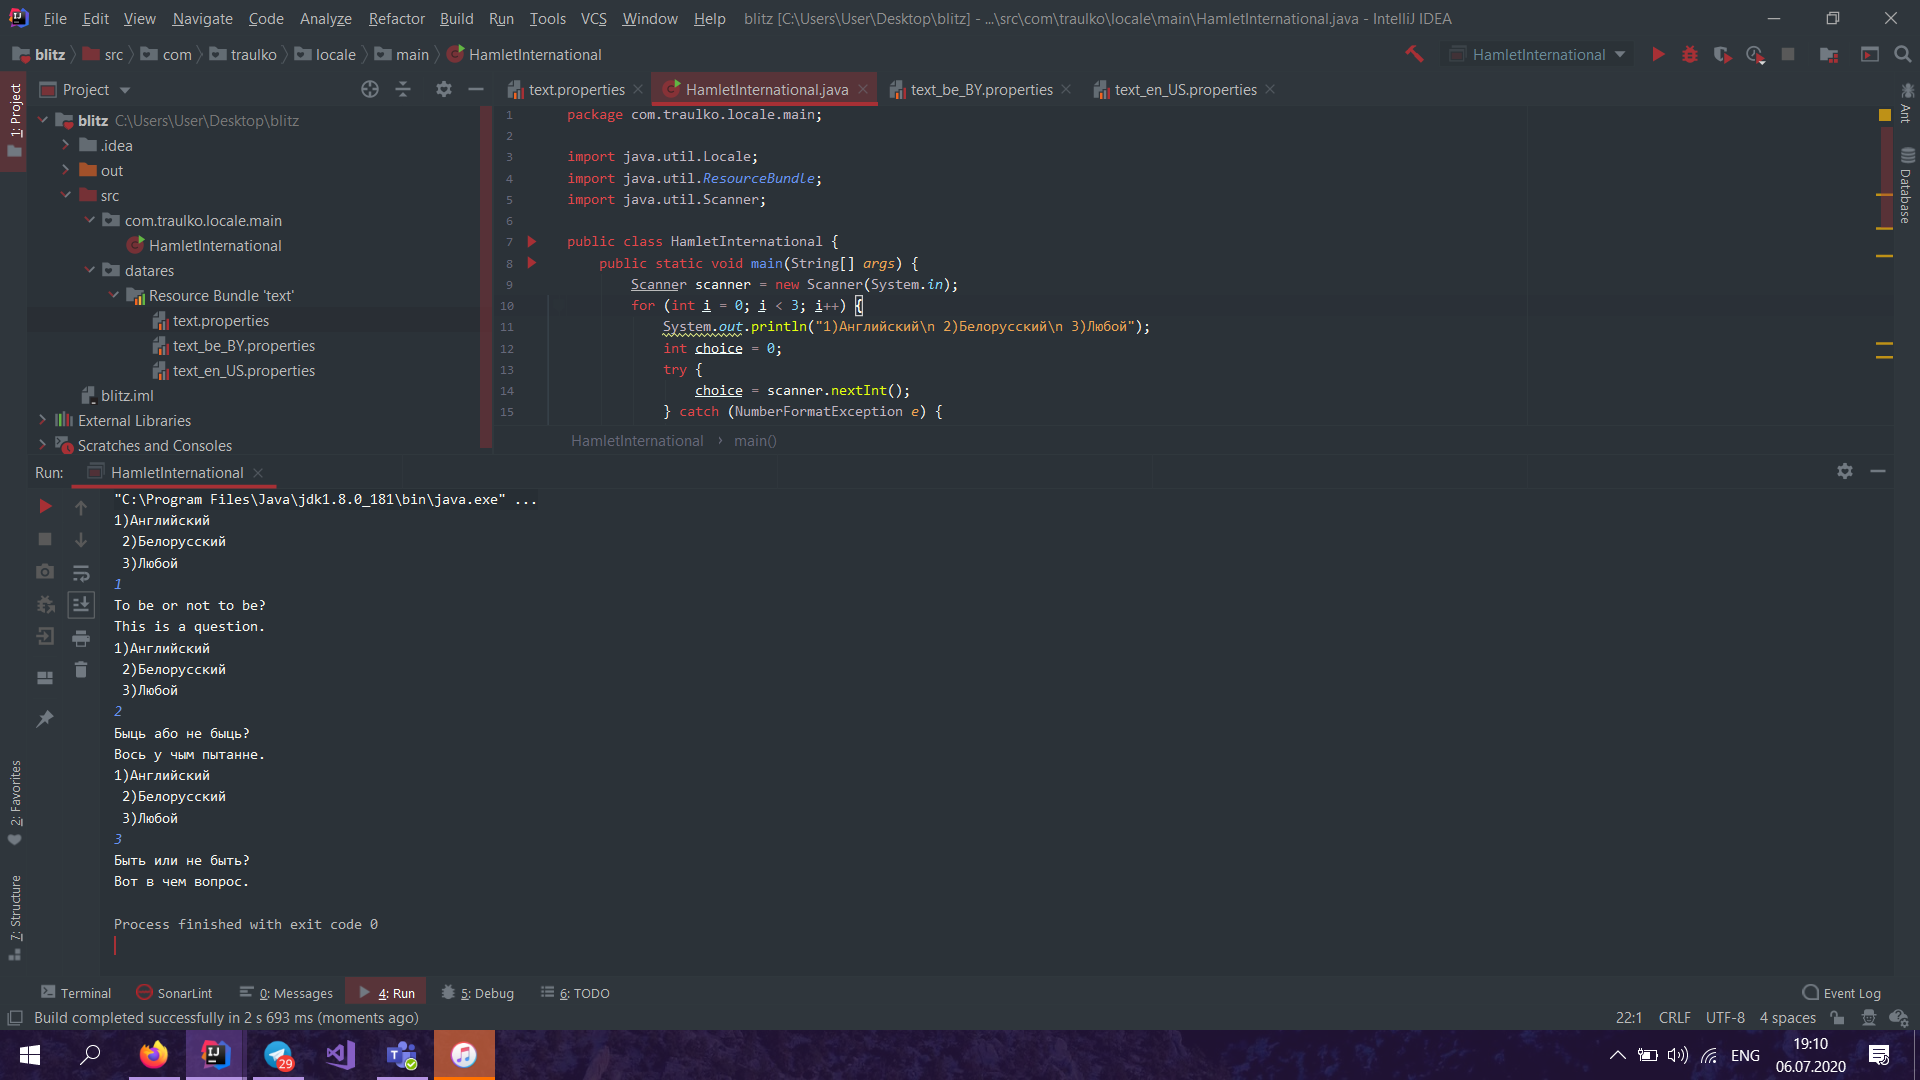 File Edit View Navigate Code Analyze Refactor Build Run Tools VCS Window Help blitz [C:\Users\User\Desktop\blitz] - ...\src\com\traulko\locale\main\HamletInternational.java - IntelliJ IDEA
blitz src com traulko locale main HamletInternational
HamletInternational
1: Project
Project
text.properties
HamletInternational.java
text_be_BY.properties
text_en_US.properties
Ant
Database
blitz C:\Users\User\Desktop\blitz
.idea
out
src
com.traulko.locale.main
HamletInternational
datares
Resource Bundle 'text'
text.properties
text_be_BY.properties
text_en_US.properties
blitz.iml
External Libraries
Scratches and Consoles
1 package com.traulko.locale.main;
2
3 import java.util.Locale;
4 import java.util.ResourceBundle;
5 import java.util.Scanner;
6
7 public class HamletInternational {
8 public static void main(String[] args) {
9 Scanner scanner = new Scanner(System.in);
10 for (int i = 0; i < 3; i++) {
11 System.out.println("1)Английский\n 2)Белорусский\n 3)Любой");
12 int choice = 0;
13 try {
14 choice = scanner.nextInt();
15 } catch (NumberFormatException e) {
HamletInternational › main()
Run: HamletInternational
"C:\Program Files\Java\jdk1.8.0_181\bin\java.exe" ...
1)Английский
2)Белорусский
3)Любой
1
To be or not to be?
This is a question.
1)Английский
2)Белорусский
3)Любой
2
Быць або не быць?
Вось у чым пытанне.
1)Английский
2)Белорусский
3)Любой
3
Быть или не быть?
Вот в чем вопрос.
Process finished with exit code 0
2: Favorites
7: Structure
Terminal SonarLint 0: Messages 4: Run 5: Debug 6: TODO Event Log
Build completed successfully in 2 s 693 ms (moments ago) 22:1 CRLF UTF-8 4 spaces
29
ENG
19:10
06.07.2020